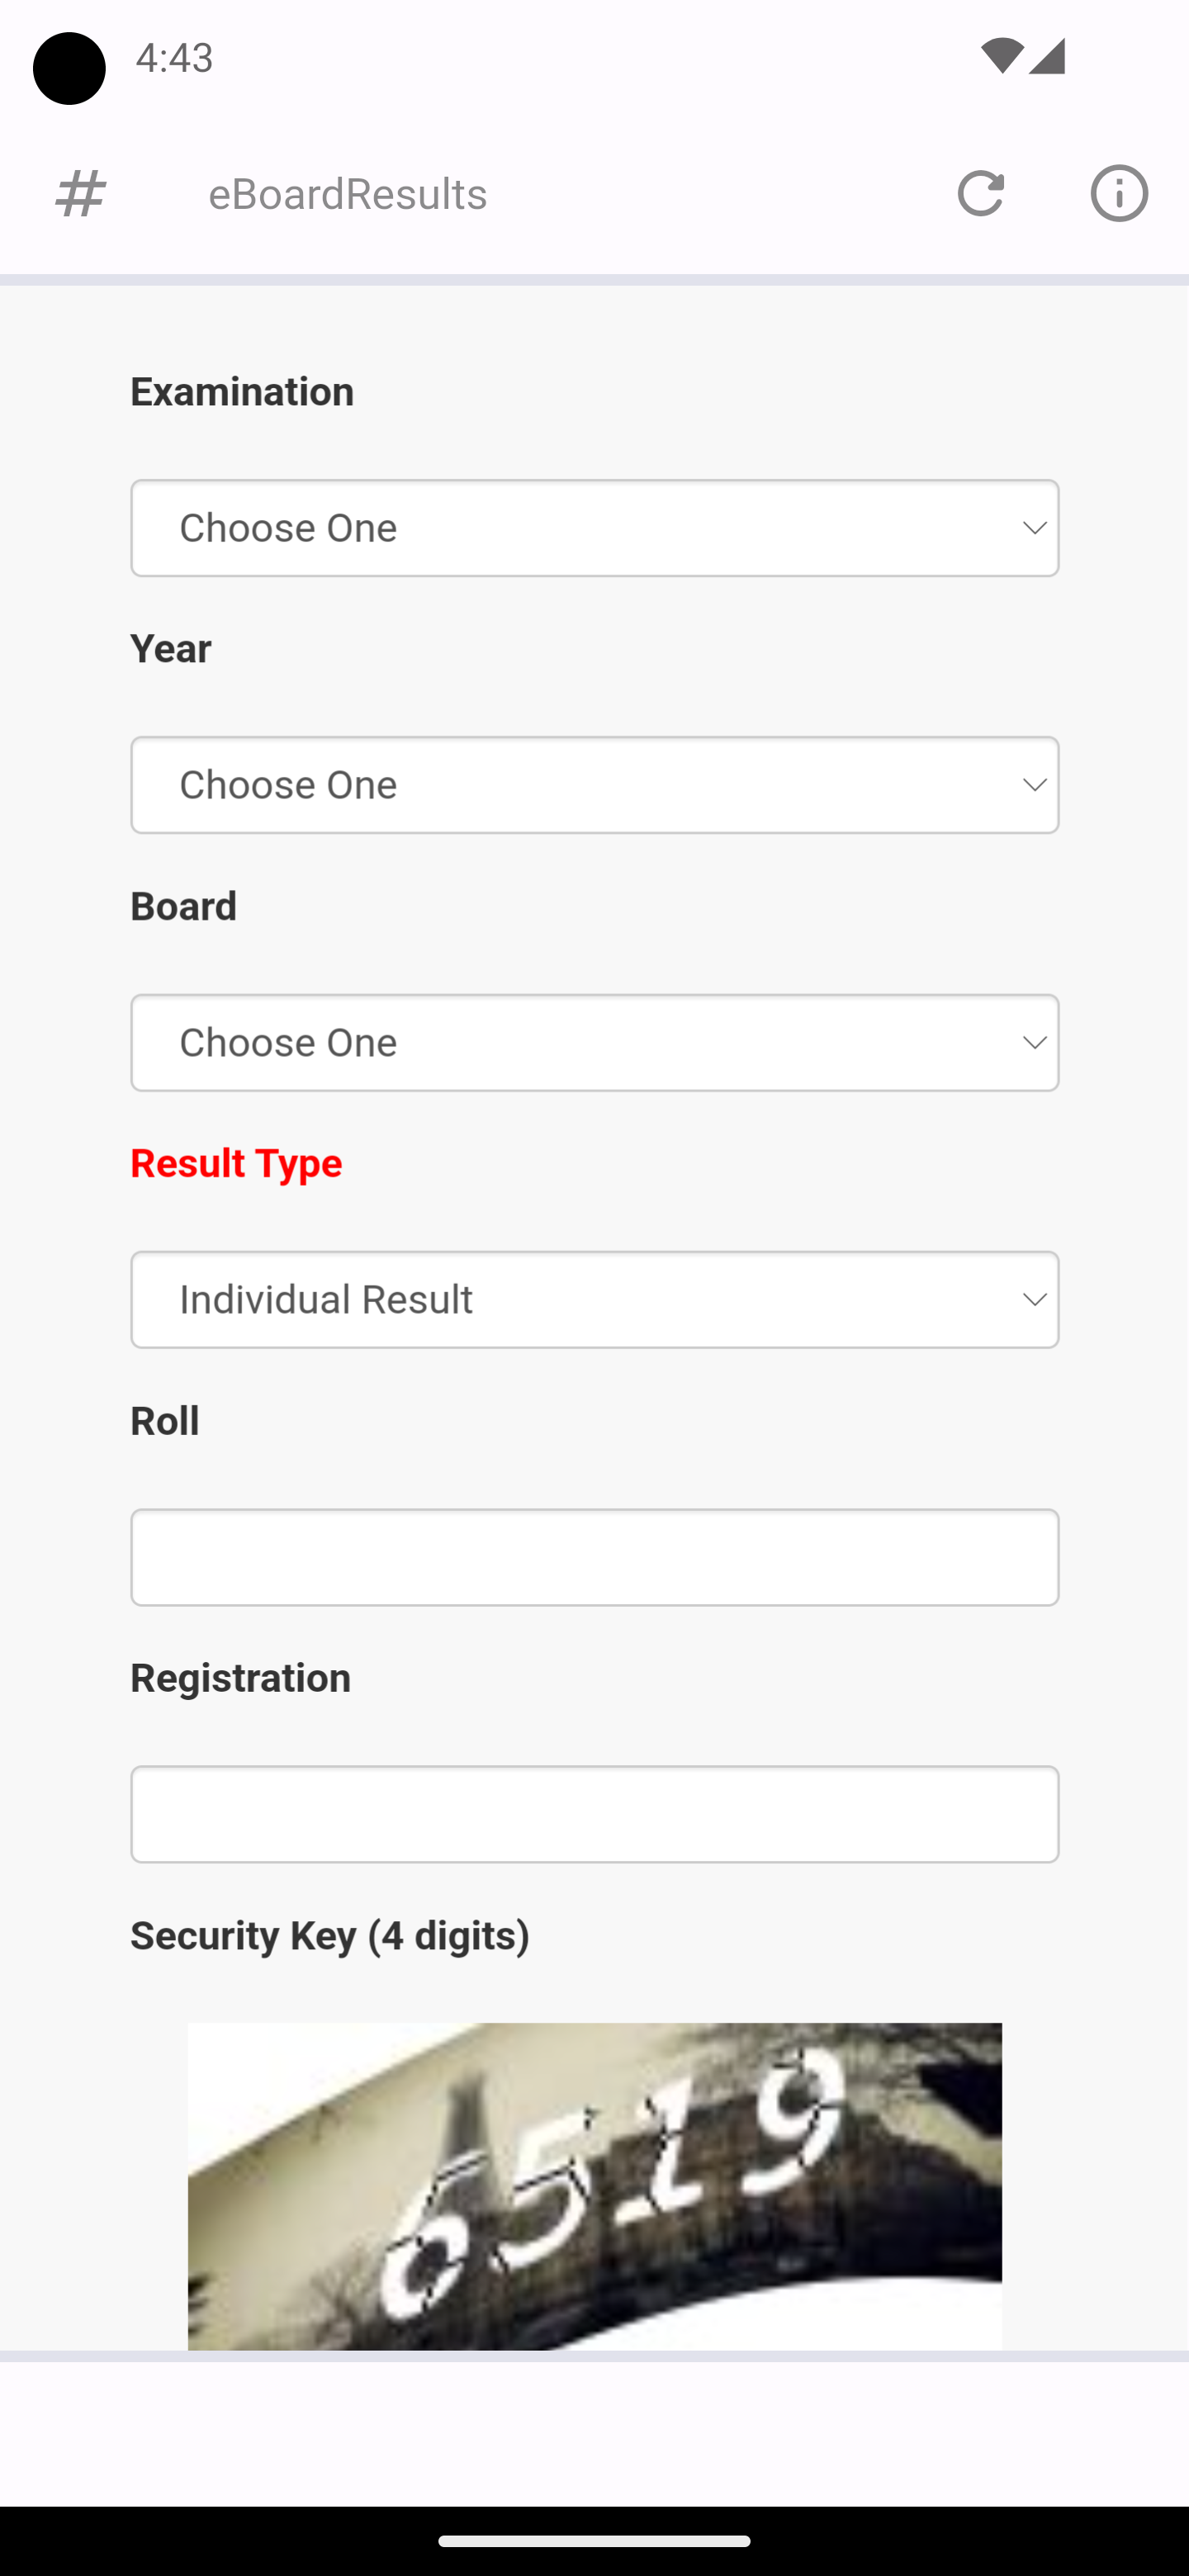 4:43
# eBoardResults
Examination
Choose One
Year
Choose One
Board
Choose One
Result Type
Individual Result
Roll
Registration
Security Key (4 digits)
6519